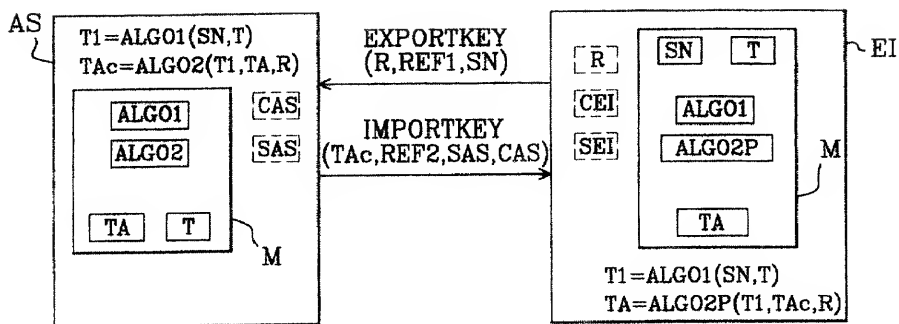 AS
T1=ALGO1(SN,T)
TAc=ALGO2(T1,TA,R)
ALGO1
ALGO2
CAS
SAS
TA
T
M
EXPORTKEY
(R,REF1,SN)
IMPORTKEY
(TAc,REF2,SAS,CAS)
R
CEI
SEI
SN
T
ALGO1
ALGO2P
TA
EI
M
T1=ALGO1(SN,T)
TA=ALGO2P(T1,TAc,R)